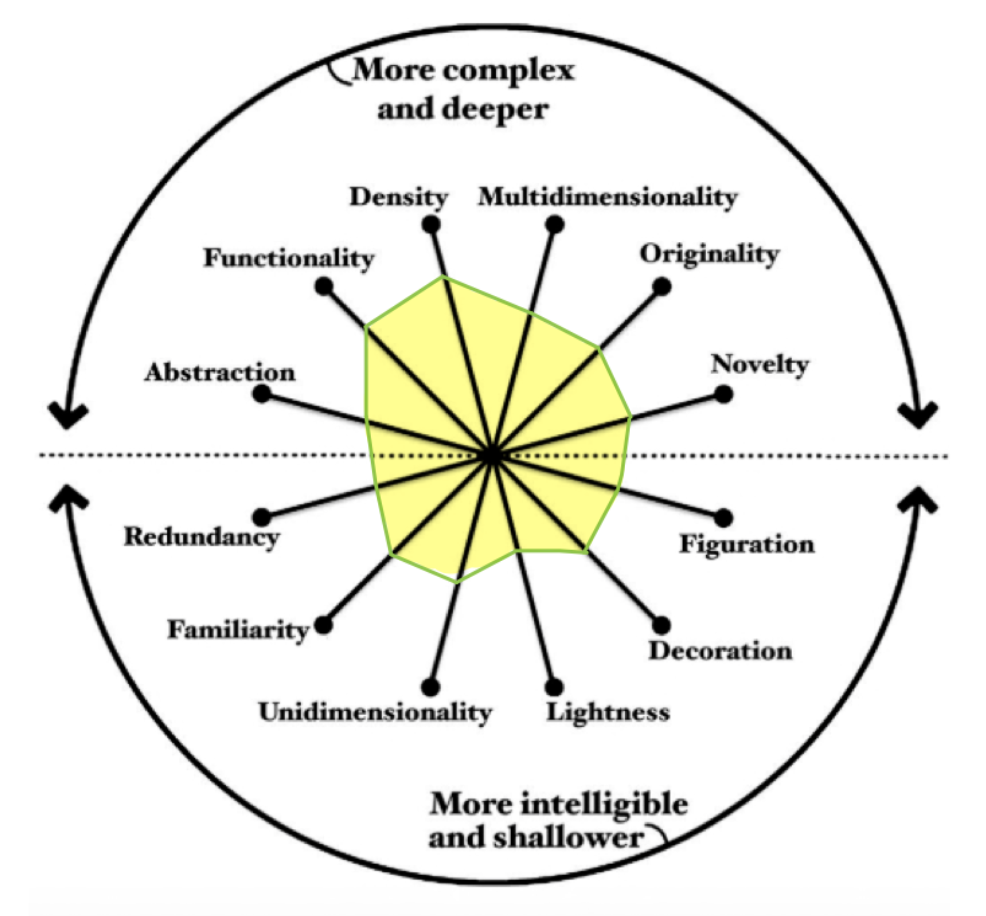 More complex
and deeper
Density
Multidimensionality
Functionality
Originality
Abstraction
Novelty
Redundancy
Figuration
Familiarity
Decoration
Unidimensionality
Lightness
More intelligible
and shallower